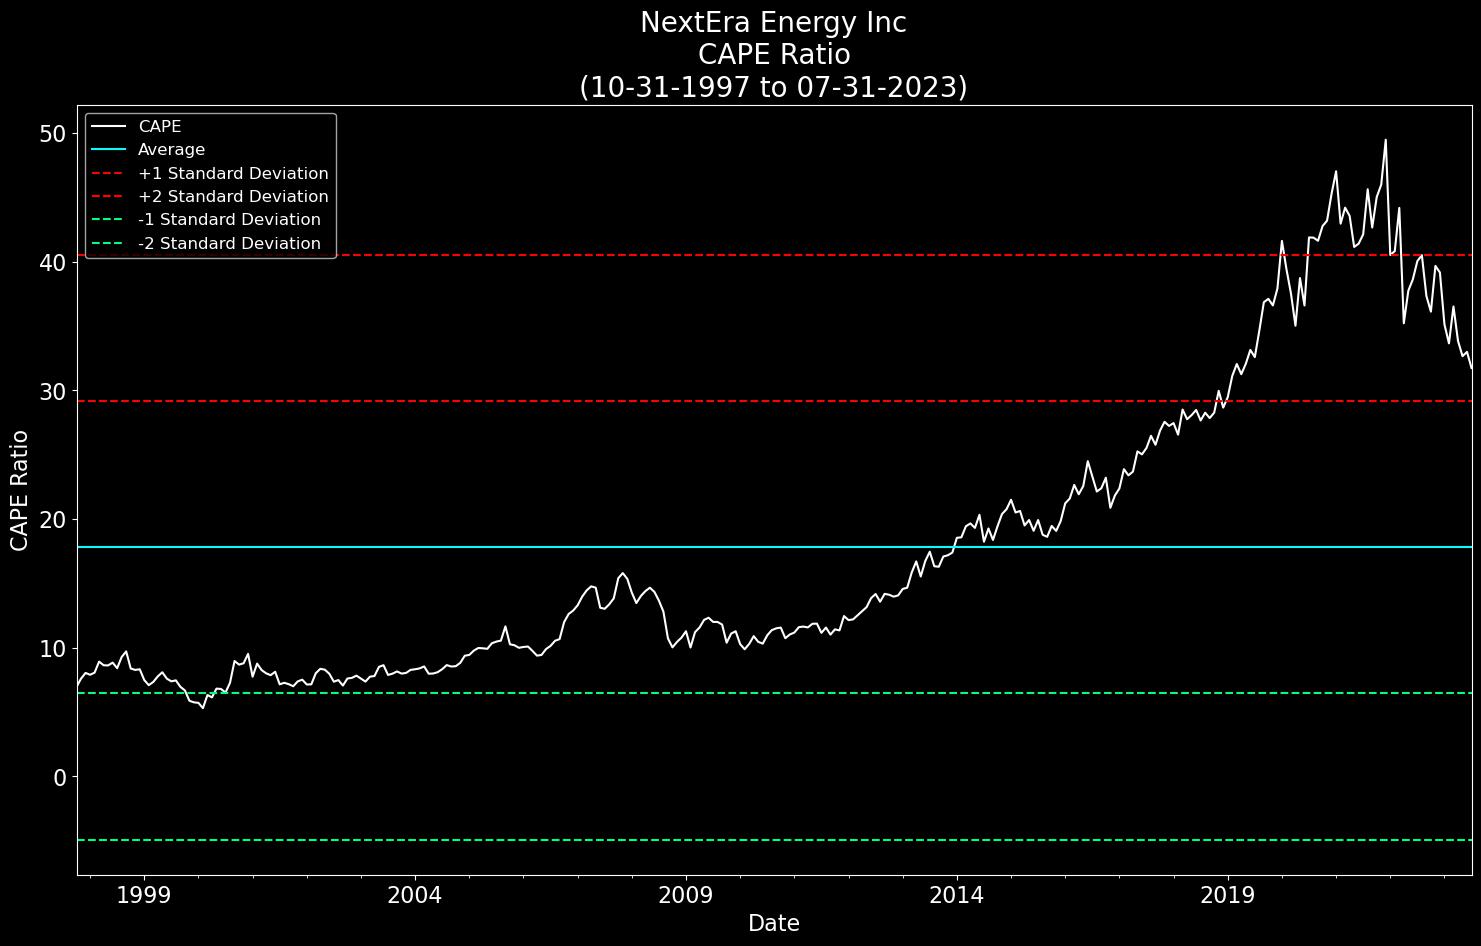 NextEra Energy Inc
CAPE Ratio
(10-31-1997 to 07-31-2023)
CAPE
Average
+1 Standard Deviation
+2 Standard Deviation
-1 Standard Deviation
-2 Standard Deviation
50
40
30
20
10
0
CAPE Ratio
1999
2004
2009
2014
2019
Date